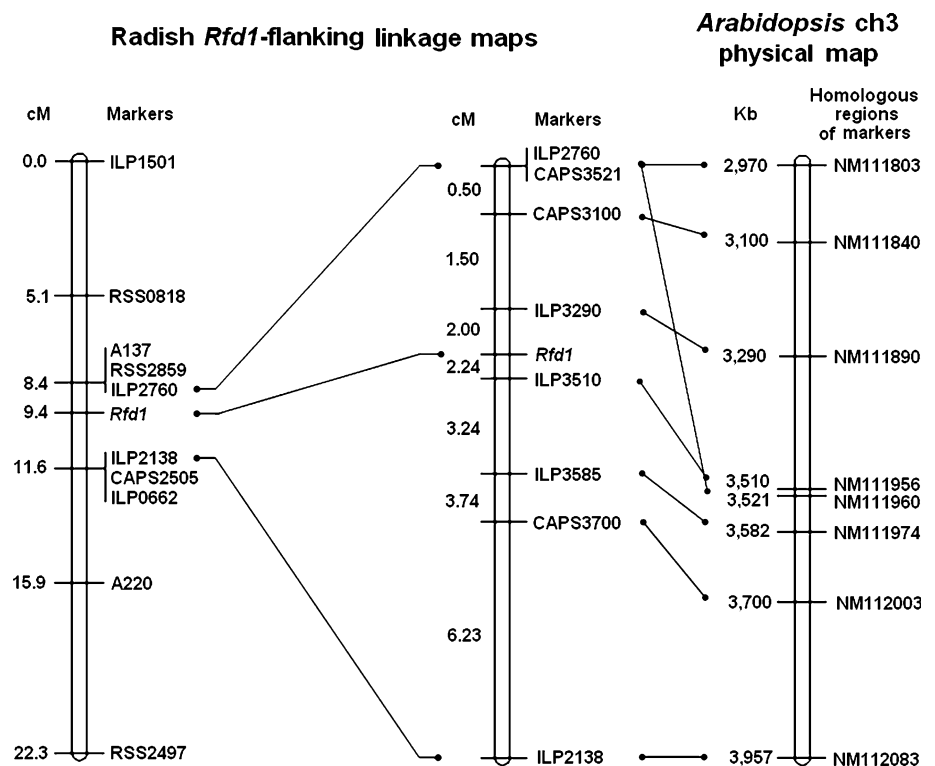 Radish Rfd1-flanking linkage maps
Arabidopsis ch3
physical map
cM
Markers
0.0
ILP1501
5.1
RSS0818
A137
RSS2859
8.4
ILP2760
9.4
Rfd1
ILP2138
11.6
CAPS2505
ILP0662
15.9
A220
22.3
RSS2497
cM
Markers
ILP2760
CAPS3521
0.50
CAPS3100
1.50
ILP3290
2.00
Rfd1
2.24
ILP3510
3.24
ILP3585
3.74
CAPS3700
6.23
ILP2138
Kb
Homologous
regions
of markers
2,970
NM111803
3,100
NM111840
3,290
NM111890
3,510
NM111956
3,521
NM111960
3,582
NM111974
3,700
NM112003
3,957
NM112083